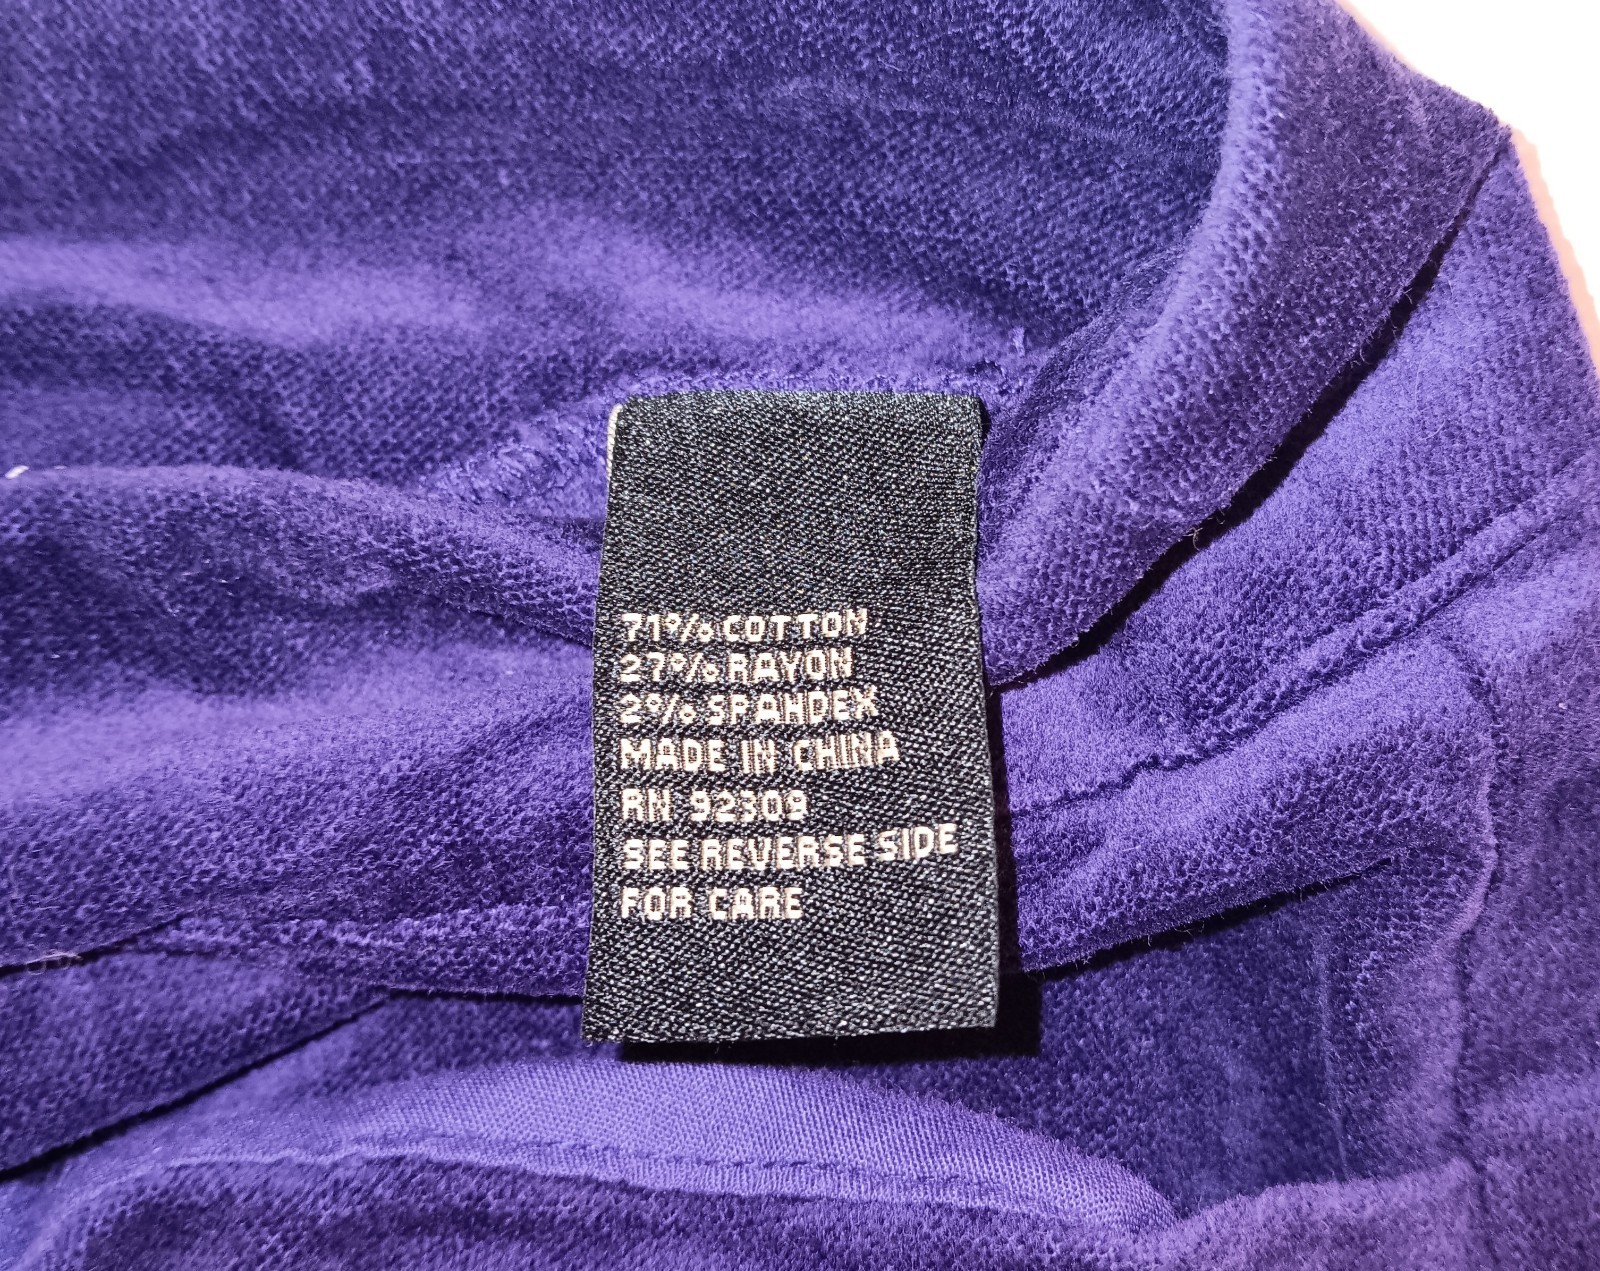 71% COTTON
27% RAYON
2% SPANDEX
MADE IN CHINA
RN 92309
SEE REVERSE SIDE
FOR CARE